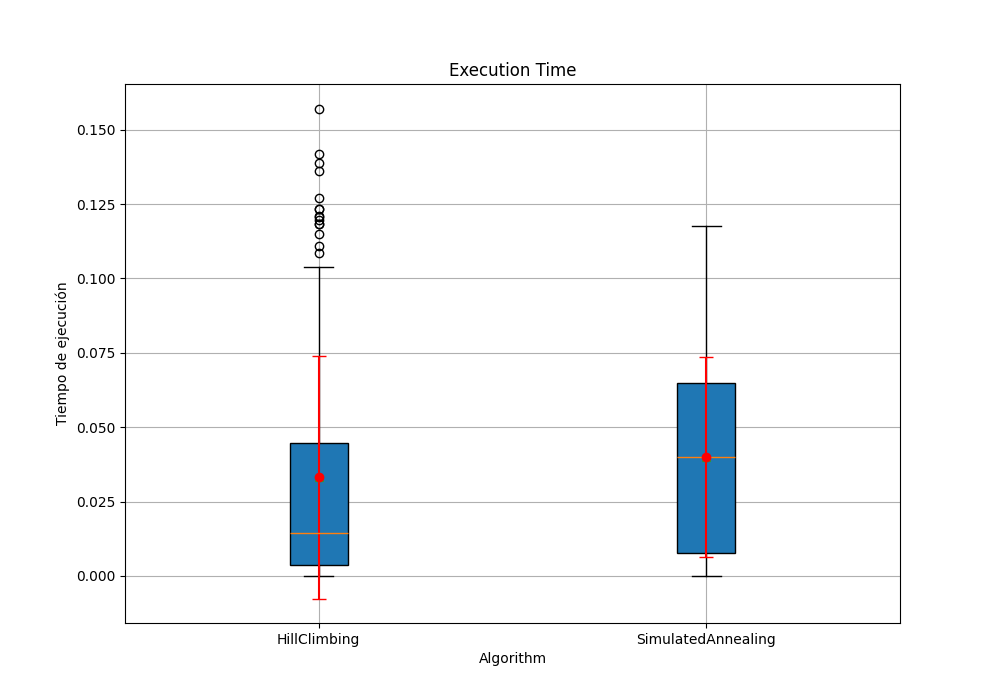 Execution Time
Tiempo de ejecución
0.150
0.125
0.100
0.075
0.050
0.025
0.000
HillClimbing
SimulatedAnnealing
Algorithm